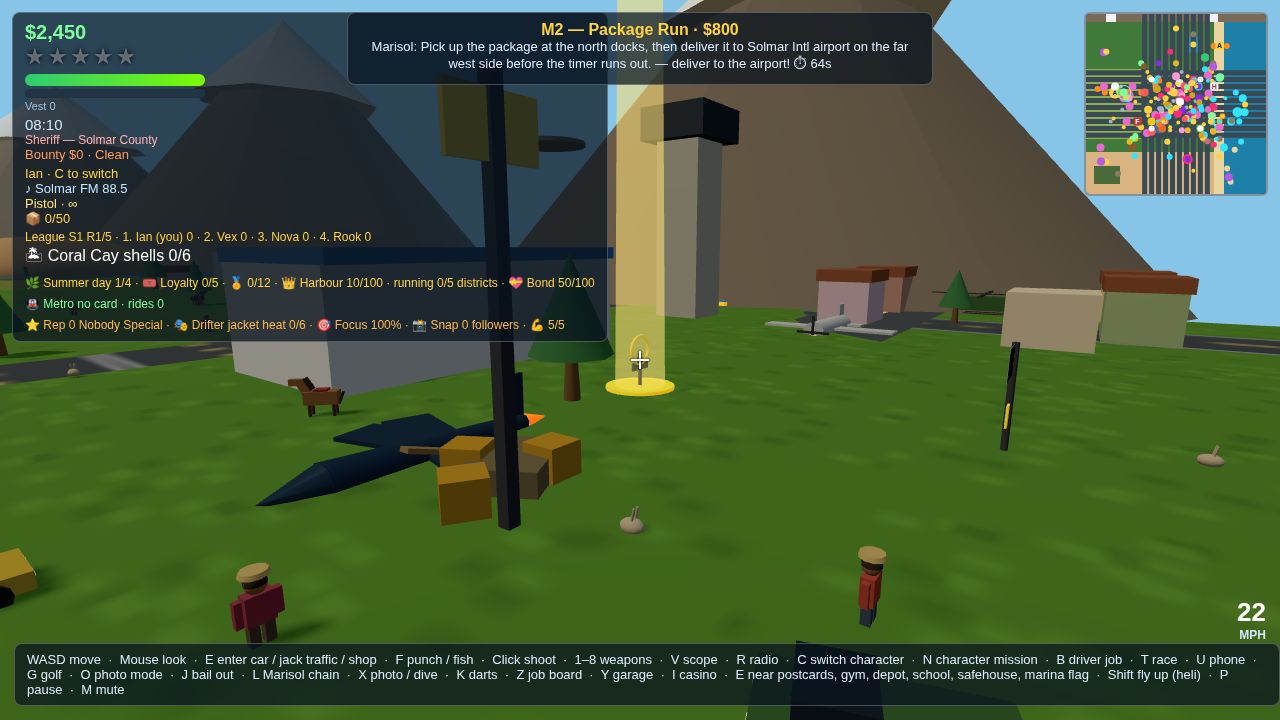 $2,450
★★★★★
Vest 0
08:10
Sheriff — Solmar County
Bounty $0 · Clean
Ian · C to switch
♪ Solmar FM 88.5
Pistol · ∞
📦 0/50
League S1 R1/5 · 1. Ian (you) 0 · 2. Vex 0 · 3. Nova 0 · 4. Rook 0
🏝 Coral Cay shells 0/6
🌿 Summer day 1/4 · 🎟 Loyalty 0/5 · 🏅 0/12 · 👑 Harbour 10/100 · running 0/5 districts · 💝 Bond 50/100
🚇 Metro no card · rides 0
⭐ Rep 0 Nobody Special · 🎭 Drifter jacket heat 0/6 · 🎯 Focus 100% · 📸 Snap 0 followers · 💪 5/5
M2 — Package Run · $800
Marisol: Pick up the package at the north docks, then deliver it to Solmar Intl airport on the far
west side before the timer runs out. — deliver to the airport! ⏱ 64s
A
H
F
22
MPH
WASD move · Mouse look · E enter car / jack traffic / shop · F punch / fish · Click shoot · 1–8 weapons · V scope · R radio · C switch character · N character mission · B driver job · T race · U phone ·
G golf · O photo mode · J bail out · L Marisol chain · X photo / dive · K darts · Z job board · Y garage · I casino · E near postcards, gym, depot, school, safehouse, marina flag · Shift fly up (heli) · P
pause · M mute